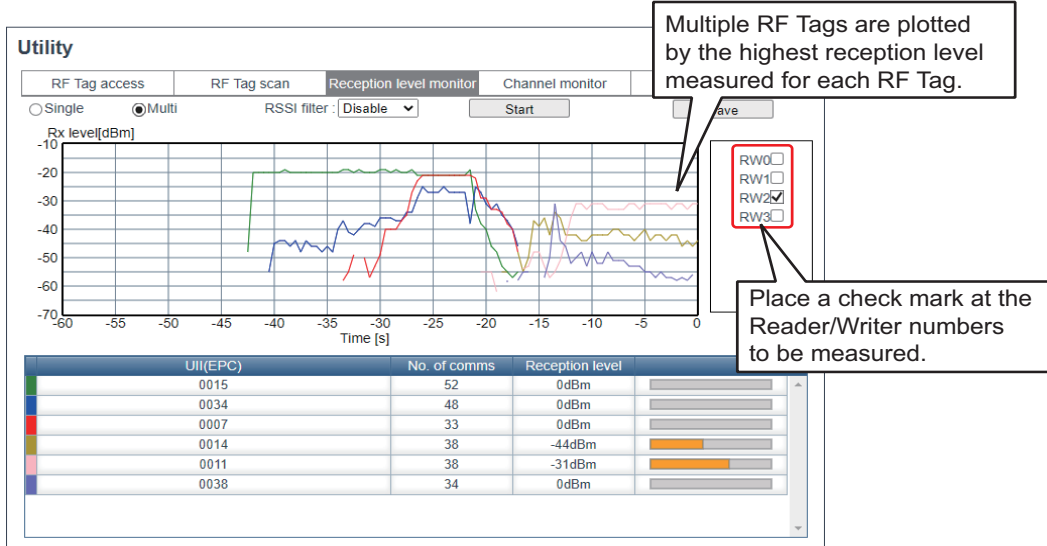 Multiple RF Tags are plotted
by the highest reception level
measured for each RF Tag.
Utility
RF Tag access RF Tag scan Reception level monitor Channel monitor
Single Multi RSSI filter : Disable Start
Rx level[dBm]
RW0
RW1
RW2
RW3
-10
-20
-30
-40
-50
-60
-70
-60 -55 -50 -45 -40 -35 -30 -25 -20 -15 -10 -5 0
Time [s]
Place a check mark at the
Reader/Writer numbers
to be measured.
UII(EPC) No. of comms Reception level
0015 52 0dBm
0034 48 0dBm
0007 33 0dBm
0014 38 -44dBm
0011 38 -31dBm
0038 34 0dBm